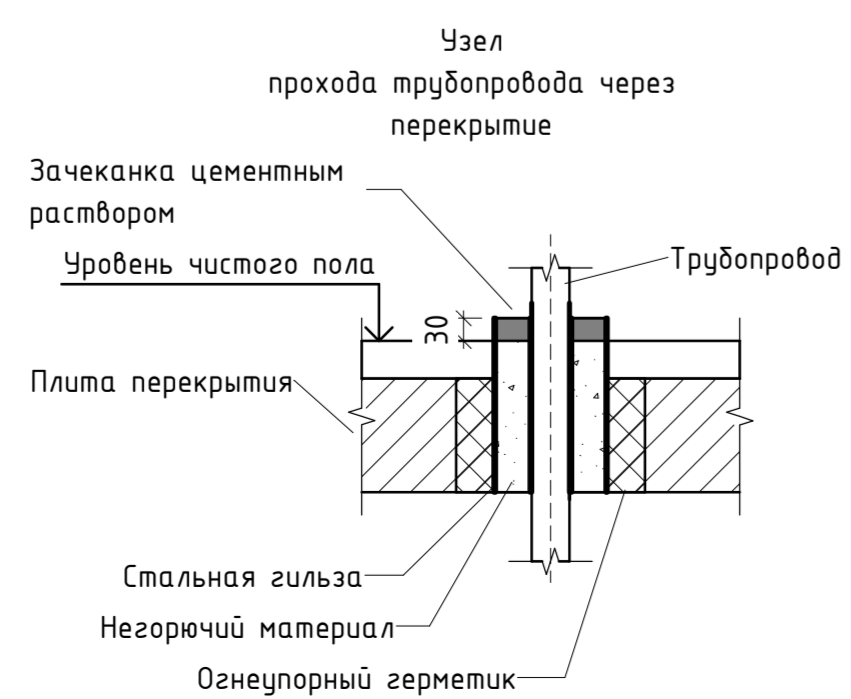 Узел
прохода трубопровода через
перекрытие
Зачеканка цементным
раствором
Уровень чистого пола
Трубопровод
30
Плита перекрытия
Стальная гильза
Негорючий материал
Огнеупорный герметик